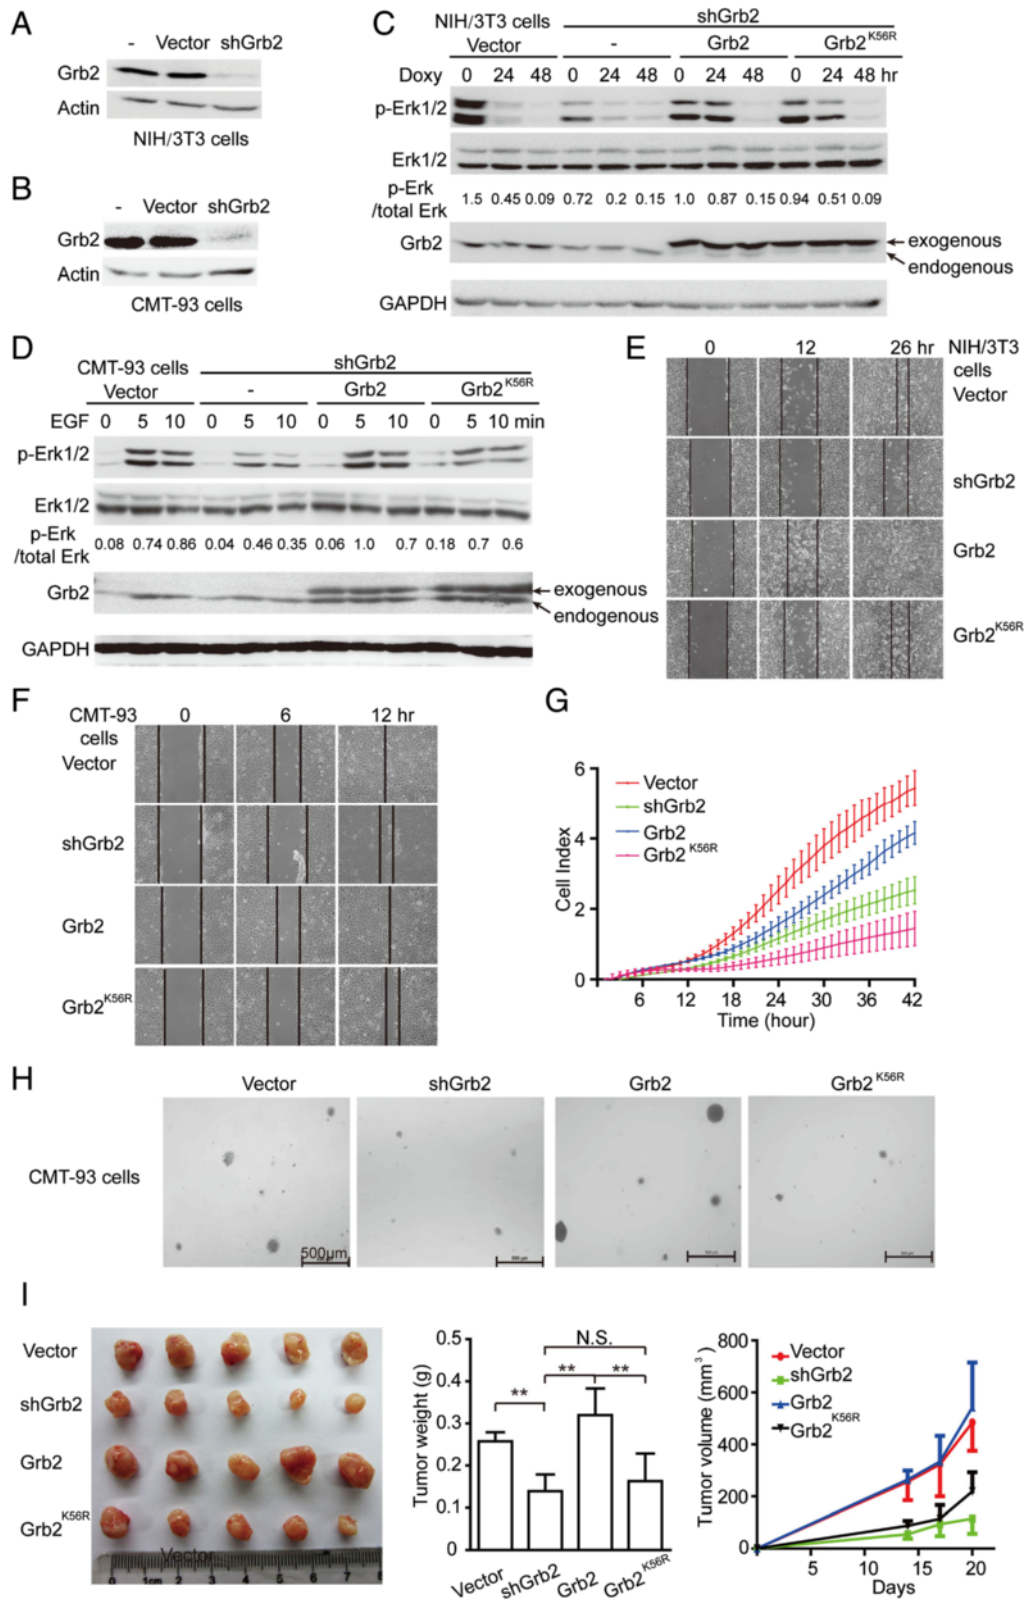 A
- Vector shGrb2
Grb2
Actin
NIH/3T3 cells
B
- Vector shGrb2
Grb2
Actin
CMT-93 cells
C
NIH/3T3 cells shGrb2
Vector - Grb2 Grb2K56R
Doxy 0 24 48 0 24 48 0 24 48 0 24 48 hr
p-Erk1/2
Erk1/2
p-Erk
/total Erk 1.5 0.45 0.09 0.72 0.2 0.15 1.0 0.87 0.15 0.94 0.51 0.09
Grb2 exogenous
endogenous
GAPDH
D
CMT-93 cells shGrb2
Vector - Grb2 Grb2K56R
EGF 0 5 10 0 5 10 0 5 10 0 5 10 min
p-Erk1/2
Erk1/2
p-Erk
/total Erk 0.08 0.74 0.86 0.04 0.46 0.35 0.06 1.0 0.7 0.18 0.7 0.6
Grb2 exogenous
endogenous
GAPDH
E
0 12 26 hr NIH/3T3
cells
Vector
shGrb2
Grb2
Grb2K56R
F
CMT-93 0 6 12 hr
cells
Vector
shGrb2
Grb2
Grb2K56R
G
Cell Index
6
4
2
0
Vector
shGrb2
Grb2
Grb2K56R
6 12 18 24 30 36 42
Time (hour)
H
Vector shGrb2 Grb2 Grb2K56R
CMT-93 cells
500μm
I
Vector
shGrb2
Grb2
Grb2K56R
Vector
0 1cm 2 3 4 5 6 7 8
Tumor weight (g)
0.5
0.4
0.3
0.2
0.1
0
N.S.
** **
**
Vector shGrb2 Grb2 Grb2K56R
Tumor volume (mm3)
800
600
400
200
0
Vector
shGrb2
Grb2
Grb2K56R
5 10 15 20
Days